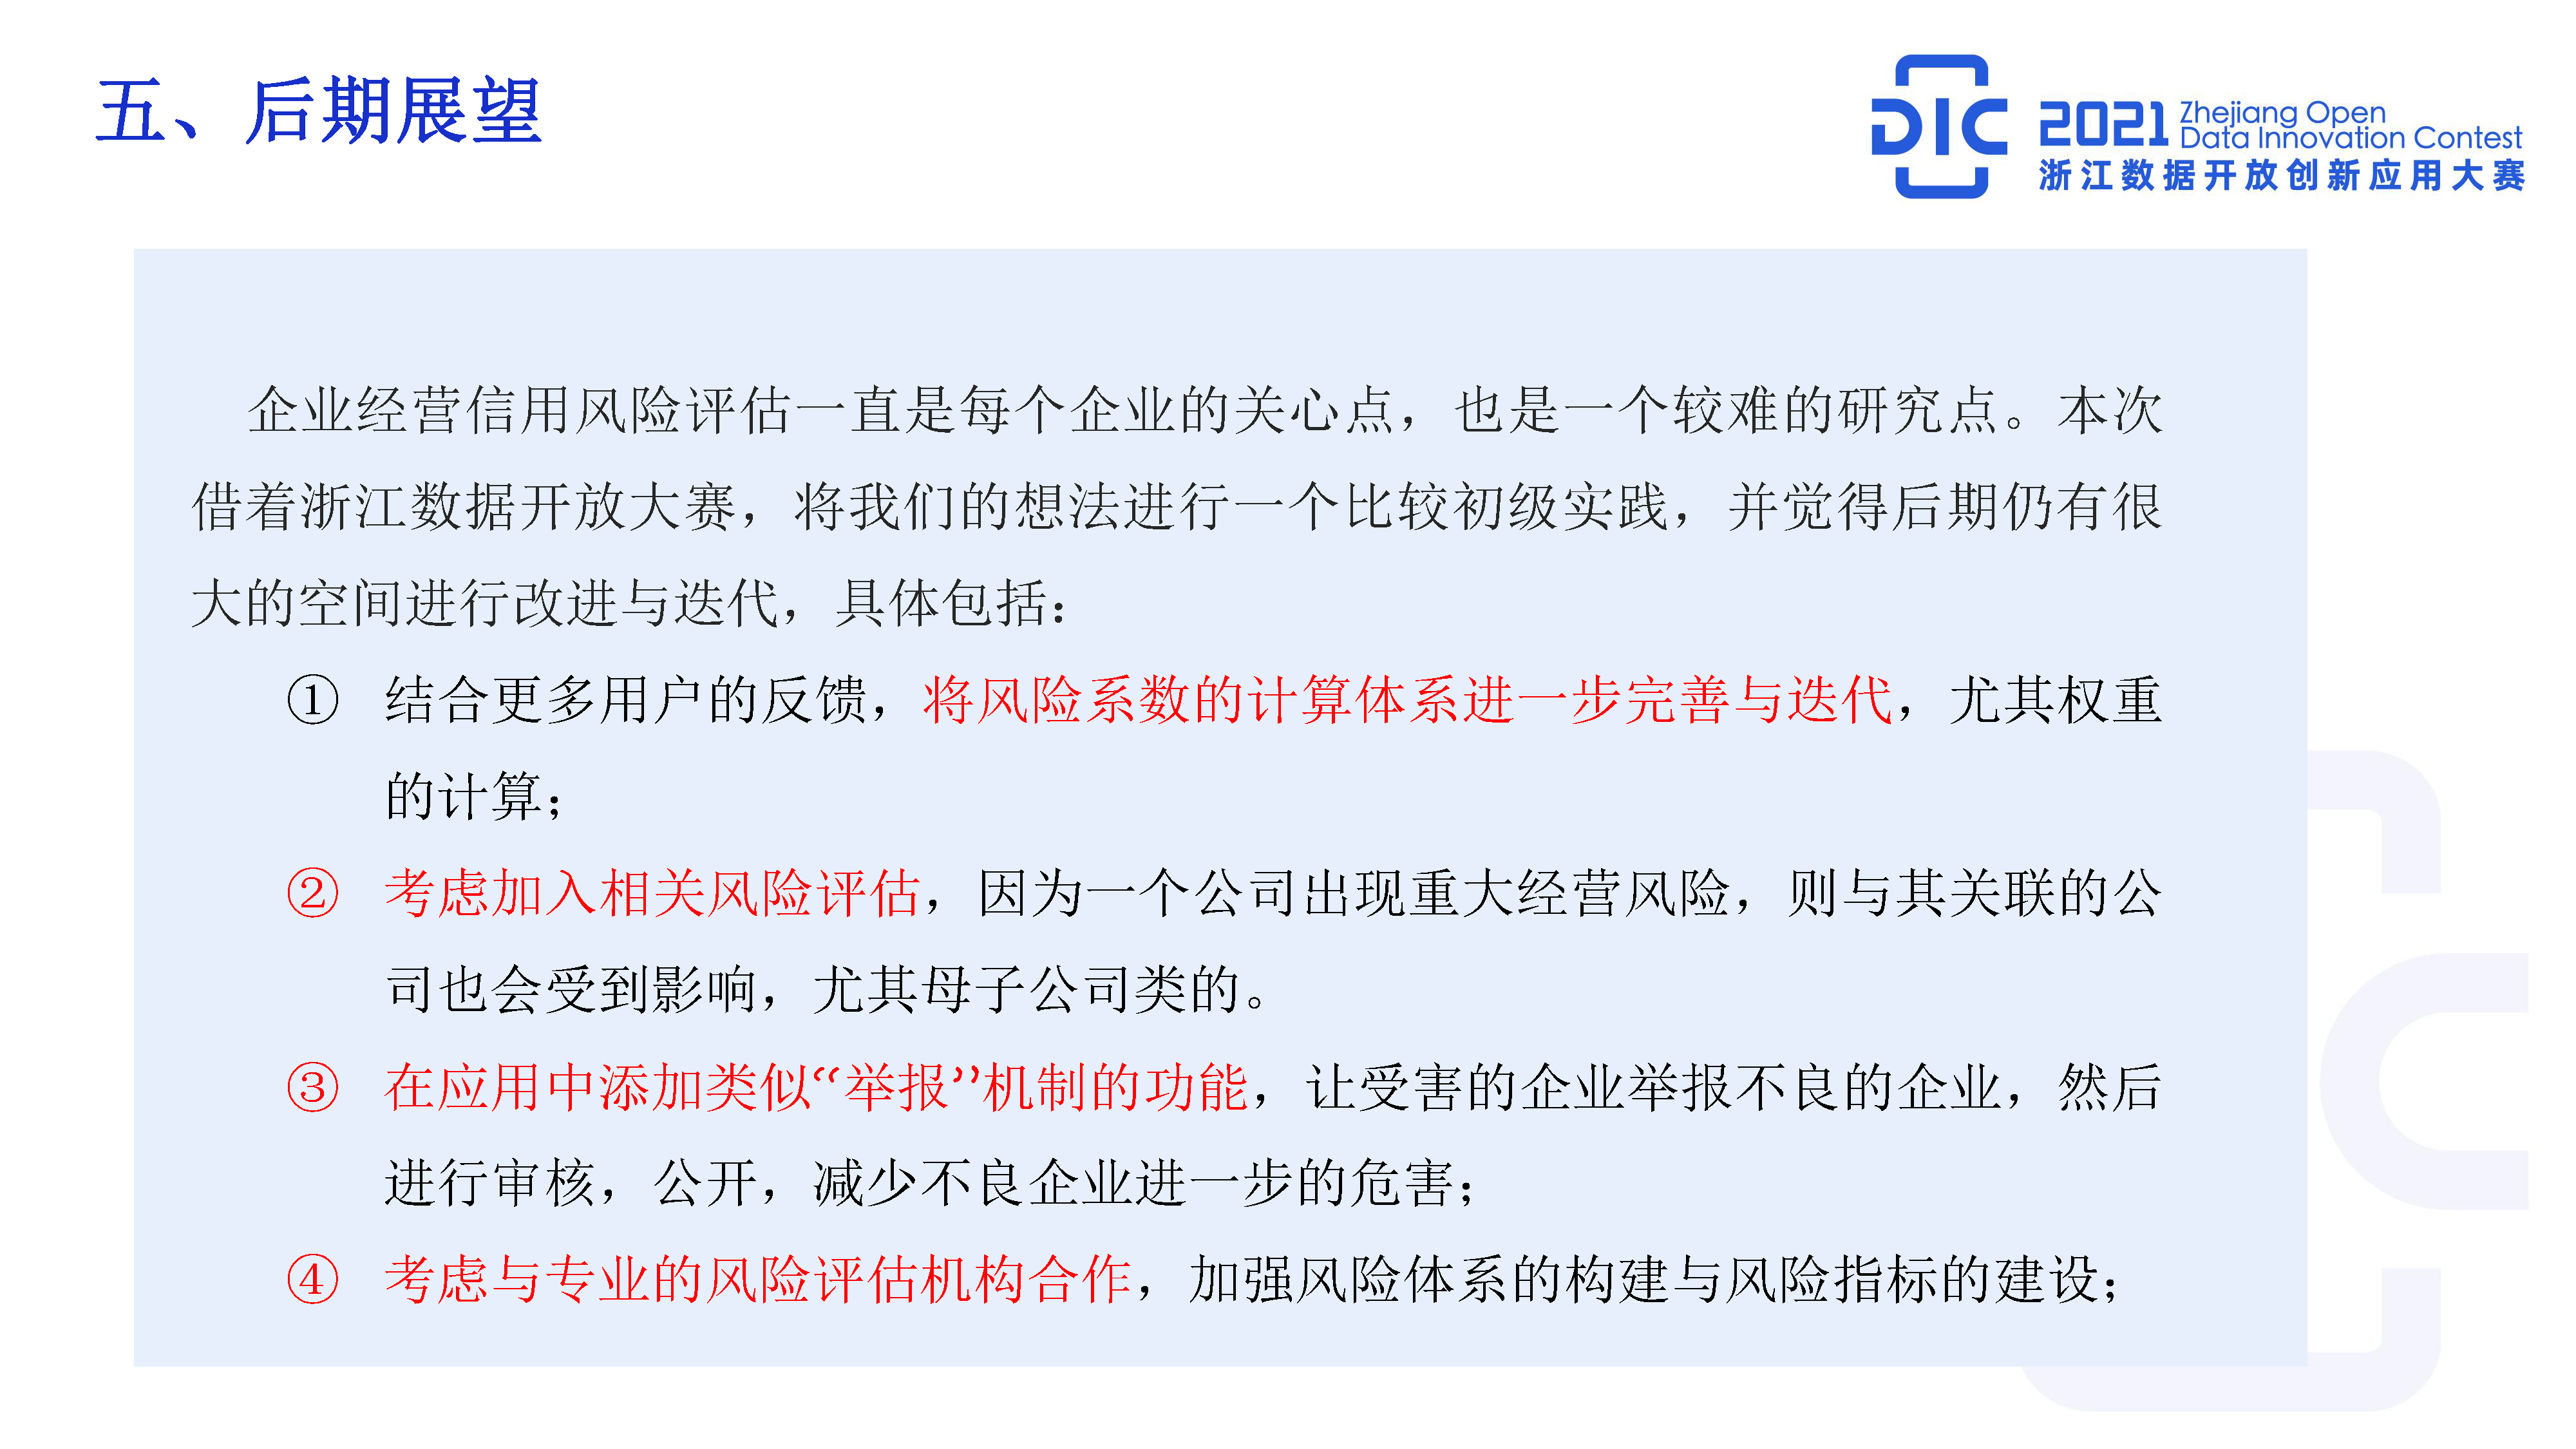 五、后期展望
2021 Zhejiang Open
Data Innovation Contest
浙江数据开放创新应用大赛
企业经营信用风险评估一直是每个企业的关心点，也是一个较难的研究点。本次
借着浙江数据开放大赛，将我们的想法进行一个比较初级实践，并觉得后期仍有很
大的空间进行改进与迭代，具体包括：
① 结合更多用户的反馈，将风险系数的计算体系进一步完善与迭代，尤其权重
的计算；
② 考虑加入相关风险评估，因为一个公司出现重大经营风险，则与其关联的公
司也会受到影响，尤其母子公司类的。
③ 在应用中添加类似“举报”机制的功能，让受害的企业举报不良的企业，然后
进行审核，公开，减少不良企业进一步的危害；
④ 考虑与专业的风险评估机构合作，加强风险体系的构建与风险指标的建设；